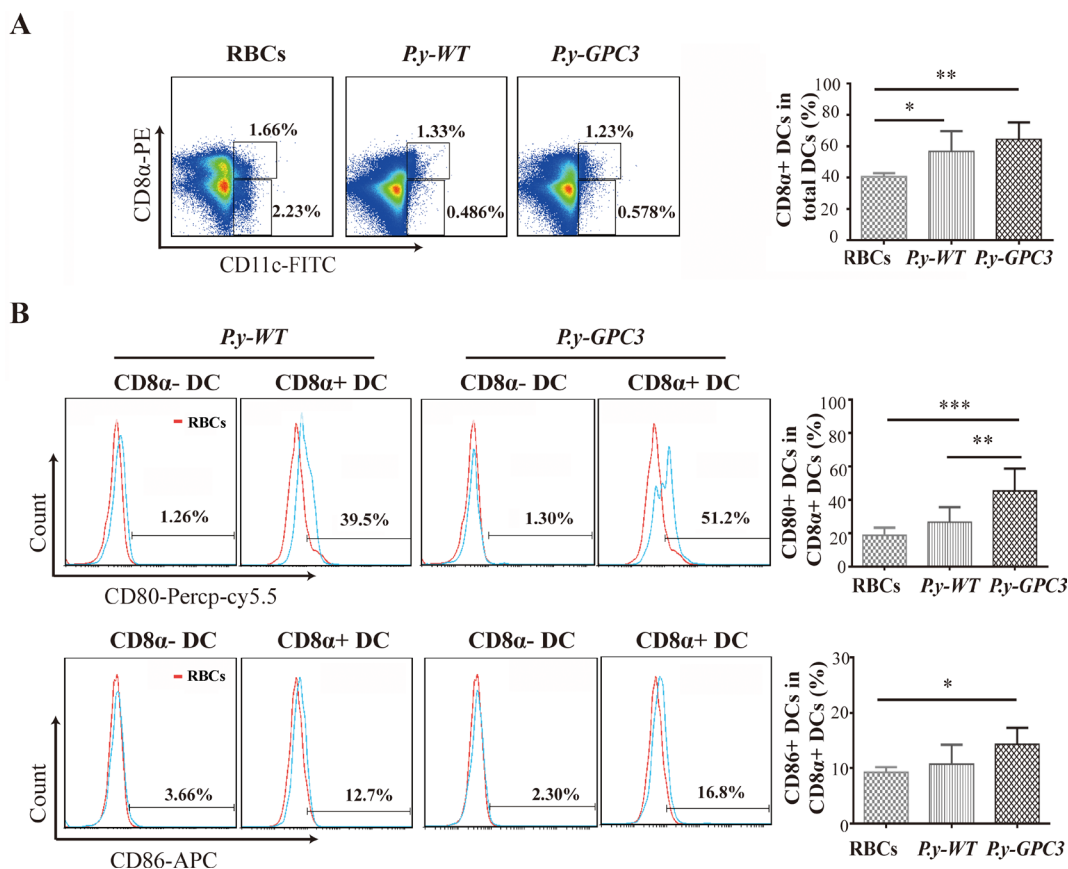 A
RBCs
P.y-WT
P.y-GPC3
CD8α-PE
1.66%
2.23%
1.33%
0.486%
1.23%
0.578%
CD11c-FITC
CD8α+ DCs in
total DCs (%)
100
80
60
40
20
0
**
*
RBCs P.y-WT P.y-GPC3
B
P.y-WT
P.y-GPC3
CD8α- DC
CD8α+ DC
CD8α- DC
CD8α+ DC
RBCs
Count
1.26%
39.5%
1.30%
51.2%
CD80-Percp-cy5.5
CD80+ DCs in
CD8α+ DCs (%)
100
80
60
40
20
0
***
**
RBCs P.y-WT P.y-GPC3
CD8α- DC
CD8α+ DC
CD8α- DC
CD8α+ DC
RBCs
Count
3.66%
12.7%
2.30%
16.8%
CD86-APC
CD86+ DCs in
CD8α+ DCs (%)
30
20
10
0
*
RBCs P.y-WT P.y-GPC3